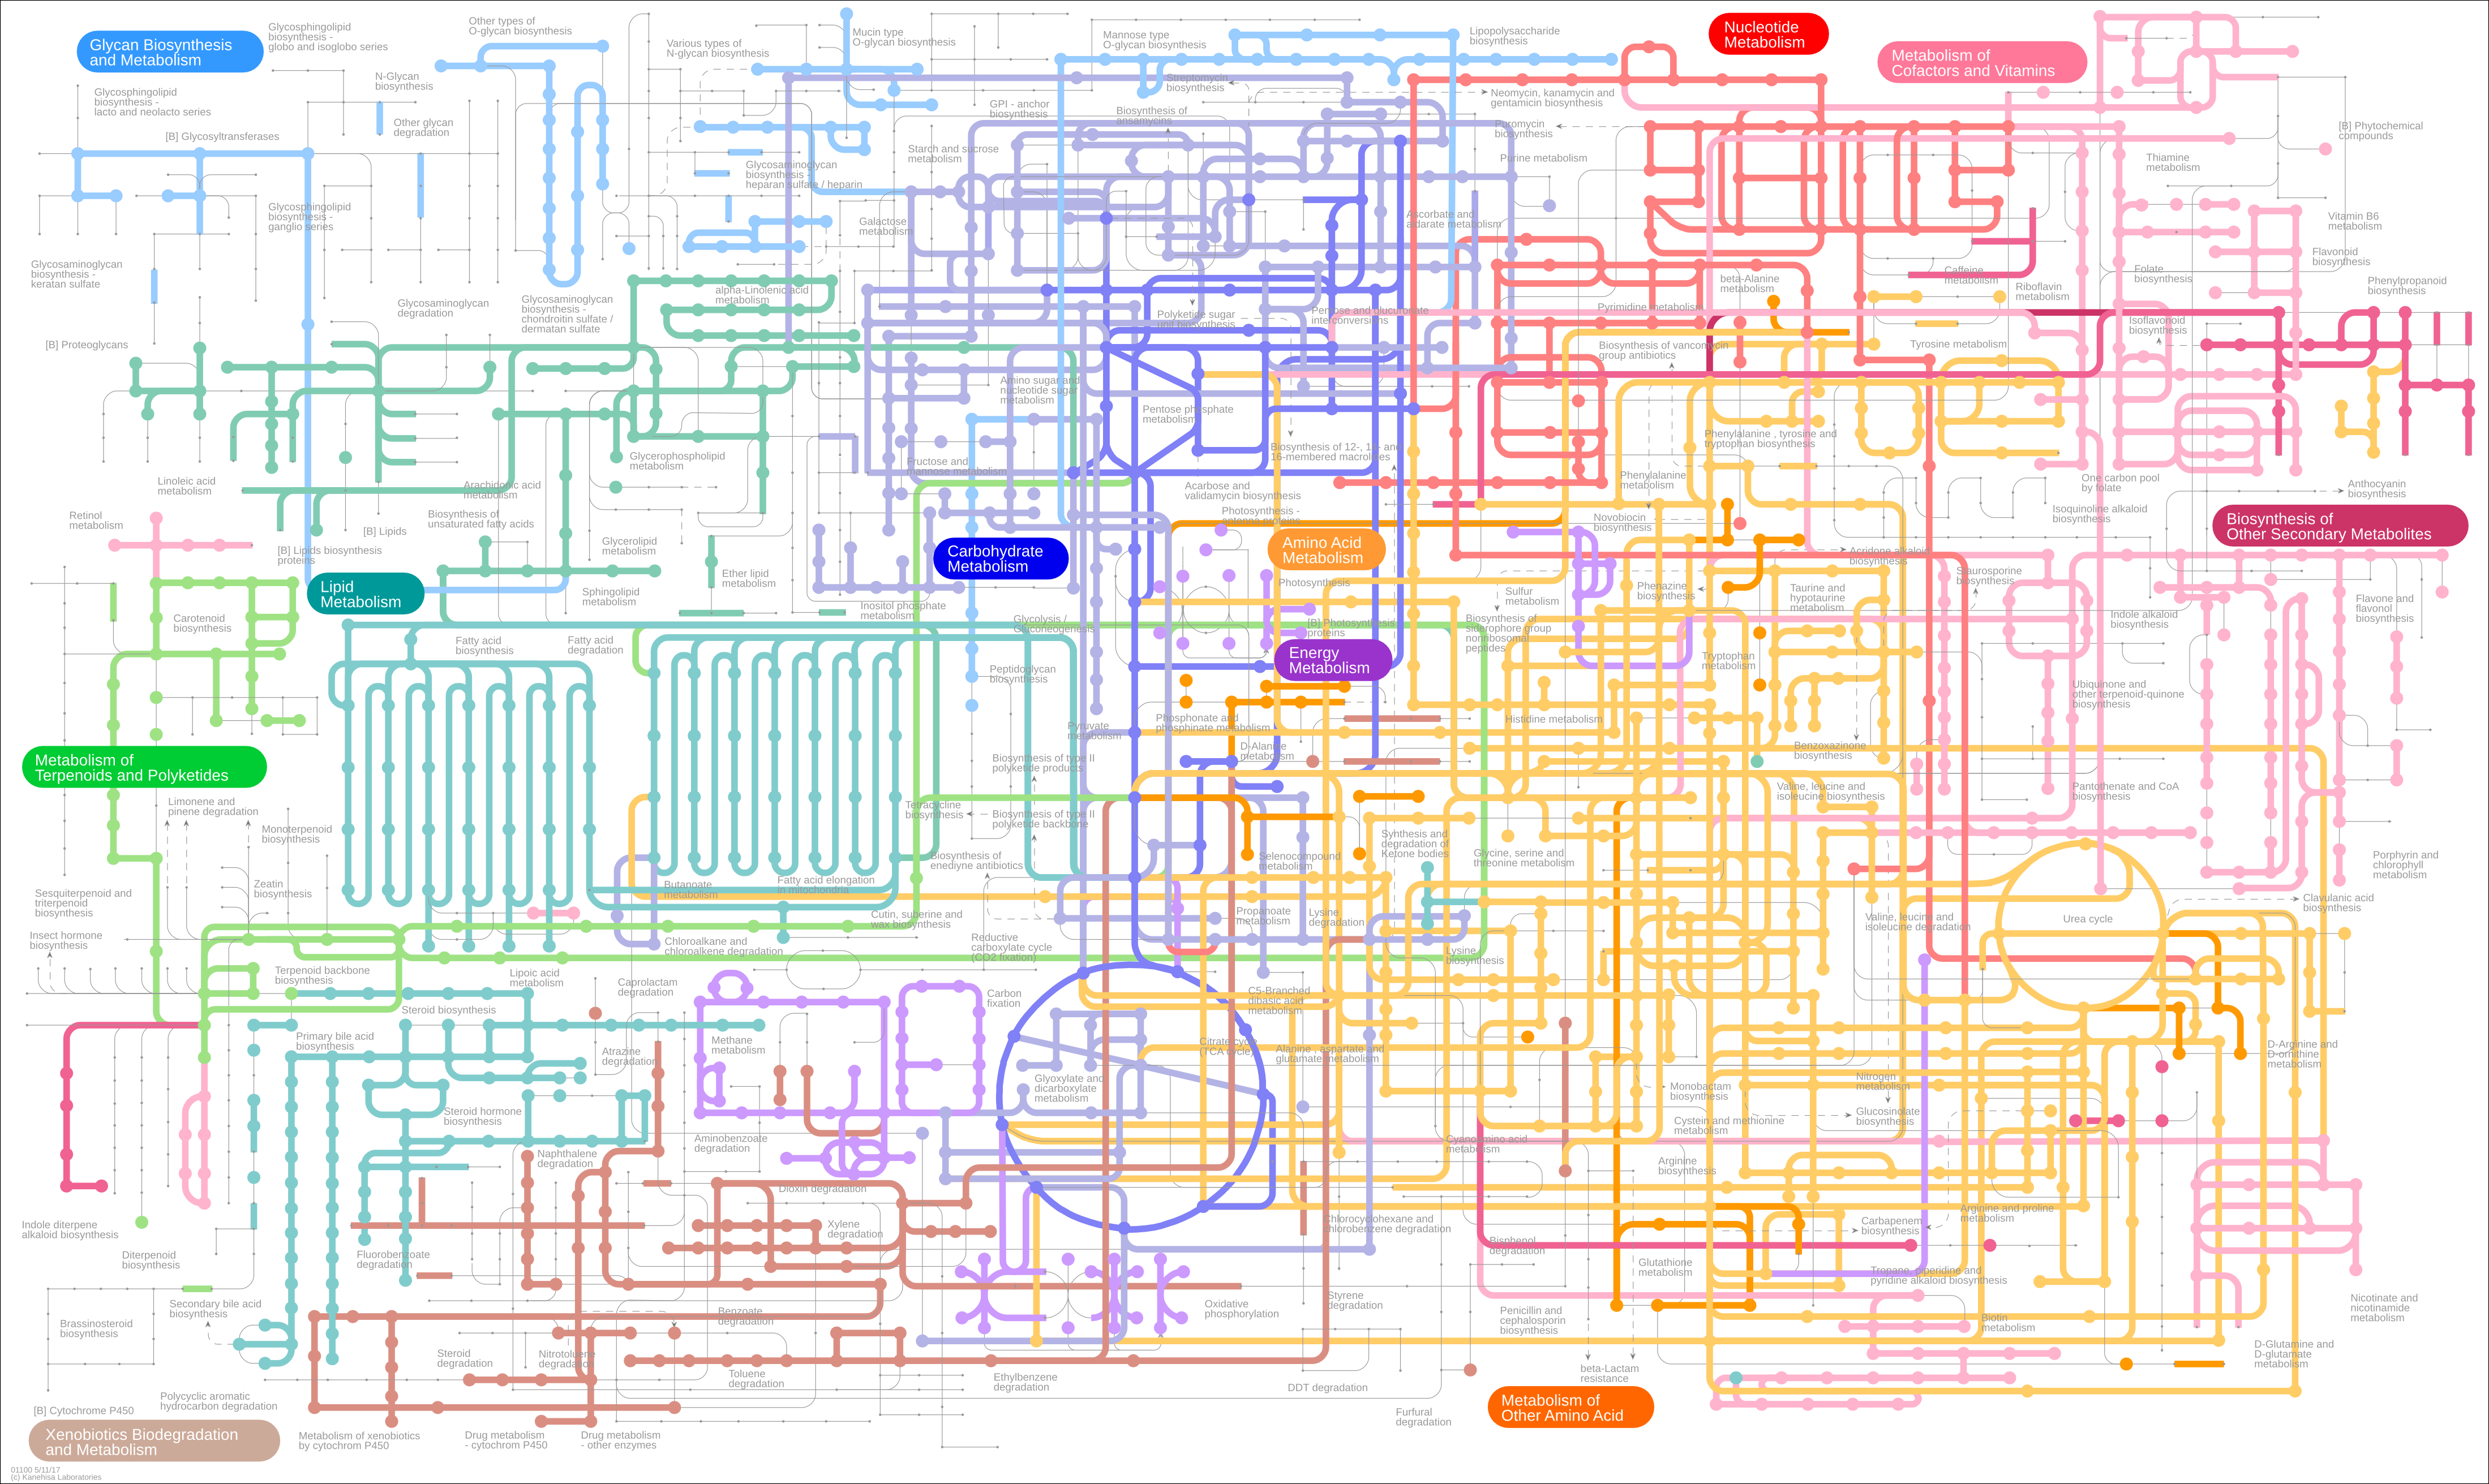 Glycan Biosynthesis
and Metabolism
Glycosphingolipid
biosynthesis -
globo and isoglobo series
Other types of
O-glycan biosynthesis
Various types of
N-glycan biosynthesis
Mucin type
O-glycan biosynthesis
Mannose type
O-glycan biosynthesis
Lipopolysaccharide
biosynthesis
Nucleotide
Metabolism
Metabolism of
Cofactors and Vitamins
Glycosphingolipid
biosynthesis -
lacto and neolacto series
N-Glycan
biosynthesis
Other glycan
degradation
[B] Glycosyltransferases
GPI - anchor
biosynthesis
Streptomycin
biosynthesis
Biosynthesis of
ansamycins
Neomycin, kanamycin and
gentamicin biosynthesis
Puromycin
biosynthesis
Purine metabolism
[B] Phytochemical
compounds
Thiamine
metabolism
Starch and sucrose
metabolism
Glycosaminoglycan
biosynthesis -
heparan sulfate / heparin
Glycosphingolipid
biosynthesis -
ganglio series
Galactose
metabolism
Ascorbate and
aldarate metabolism
Vitamin B6
metabolism
Flavonoid
biosynthesis
Glycosaminoglycan
biosynthesis -
keratan sulfate
Glycosaminoglycan
degradation
Glycosaminoglycan
biosynthesis -
chondroitin sulfate /
dermatan sulfate
alpha-Linolenic acid
metabolism
Polyketide sugar
unit biosynthesis
Pentose and glucuronate
interconversions
Pyrimidine metabolism
beta-Alanine
metabolism
Caffeine
metabolism
Riboflavin
metabolism
Folate
biosynthesis
Phenylpropanoid
biosynthesis
Isoflavonoid
biosynthesis
[B] Proteoglycans
Biosynthesis of vancomycin
group antibiotics
Tyrosine metabolism
Amino sugar and
nucleotide sugar
metabolism
Pentose phosphate
metabolism
Linoleic acid
metabolism
Arachidonic acid
metabolism
Glycerophospholipid
metabolism
Fructose and
mannose metabolism
Phenylalanine , tyrosine and
tryptophan biosynthesis
Phenylalanine
metabolism
Acarbose and
validamycin biosynthesis
One carbon pool
by folate
Anthocyanin
biosynthesis
Retinol
metabolism
Biosynthesis of
unsaturated fatty acids
[B] Lipids
[B] Lipids biosynthesis
proteins
Photosynthesis -
antenna proteins
Novobiocin
biosynthesis
Isoquinoline alkaloid
biosynthesis
Biosynthesis of
Other Secondary Metabolites
Glycerolipid
metabolism
Carbohydrate
Metabolism
Amino Acid
Metabolism
Acridone alkaloid
biosynthesis
Lipid
Metabolism
Sphingolipid
metabolism
Ether lipid
metabolism
Inositol phosphate
metabolism
Photosynthesis
Sulfur
metabolism
Phenazine
biosynthesis
Taurine and
hypotaurine
metabolism
Staurosporine
biosynthesis
Flavone and
flavonol
biosynthesis
Indole alkaloid
biosynthesis
Carotenoid
biosynthesis
Fatty acid
biosynthesis
Fatty acid
degradation
Glycolysis /
Gluconeogenesis
[B] Photosynthesis
proteins
Biosynthesis of
siderophore group
nonribosomal
peptides
Energy
Metabolism
Tryptophan
metabolism
Peptidoglycan
biosynthesis
Ubiquinone and
other terpenoid-quinone
biosynthesis
Pyruvate
metabolism
Phosphonate and
phosphinate metabolism
Histidine metabolism
D-Alanine
metabolism
Benzoxazinone
biosynthesis
Metabolism of
Terpenoids and Polyketides
Biosynthesis of type II
polyketide products
Valine, leucine and
isoleucine biosynthesis
Pantothenate and CoA
biosynthesis
Limonene and
pinene degradation
Monoterpenoid
biosynthesis
Tetracycline
biosynthesis
Biosynthesis of type II
polyketide backbone
Synthesis and
degradation of
Ketone bodies
Glycine, serine and
threonine metabolism
Biosynthesis of
enediyne antibiotics
Selenocompound
metabolism
Porphyrin and
chlorophyll
metabolism
Sesquiterpenoid and
triterpenoid
biosynthesis
Zeatin
biosynthesis
Butanoate
metabolism
Fatty acid elongation
in mitochondria
Cutin, suberine and
wax biosynthesis
Propanoate
metabolism
Lysine
degradation
Valine, leucine and
isoleucine degradation
Urea cycle
Clavulanic acid
biosynthesis
Insect hormone
biosynthesis
Chloroalkane and
chloroalkene degradation
Reductive
carboxylate cycle
(CO2 fixation)
Lysine
biosynthesis
Terpenoid backbone
biosynthesis
Lipoic acid
metabolism
Caprolactam
degradation
Carbon
fixation
C5-Branched
dibasic acid
metabolism
Steroid biosynthesis
Primary bile acid
biosynthesis
Atrazine
degradation
Methane
metabolism
Citrate cycle
(TCA cycle)
Alanine , aspartate and
glutamate metabolism
D-Arginine and
D-ornithine
metabolism
Glyoxylate and
dicarboxylate
metabolism
Monobactam
biosynthesis
Nitrogen
metabolism
Steroid hormone
biosynthesis
Glucosinolate
biosynthesis
Cystein and methionine
metabolism
Aminobenzoate
degradation
Cyano amino acid
metabolism
Naphthalene
degradation
Arginine
biosynthesis
Dioxin degradation
Indole diterpene
alkaloid biosynthesis
Xylene
degradation
Chlorocyclohexane and
chlorobenzene degradation
Arginine and proline
metabolism
Carbapenem
biosynthesis
Diterpenoid
biosynthesis
Fluorobenzoate
degradation
Bisphenol
degradation
Glutathione
metabolism
Tropane, piperidine and
pyridine alkaloid biosynthesis
Secondary bile acid
biosynthesis
Brassinosteroid
biosynthesis
Benzoate
degradation
Oxidative
phosphorylation
Styrene
degradation
Penicillin and
cephalosporin
biosynthesis
Biotin
metabolism
Nicotinate and
nicotinamide
metabolism
Steroid
degradation
Nitrotoluene
degradation
Toluene
degradation
Ethylbenzene
degradation
DDT degradation
beta-Lactam
resistance
D-Glutamine and
D-glutamate
metabolism
Polycyclic aromatic
hydrocarbon degradation
[B] Cytochrome P450
Metabolism of
Other Amino Acid
Furfural
degradation
Xenobiotics Biodegradation
and Metabolism
Metabolism of xenobiotics
by cytochrom P450
Drug metabolism
- cytochrom P450
Drug metabolism
- other enzymes
01100 5/11/17
(c) Kanehisa Laboratories